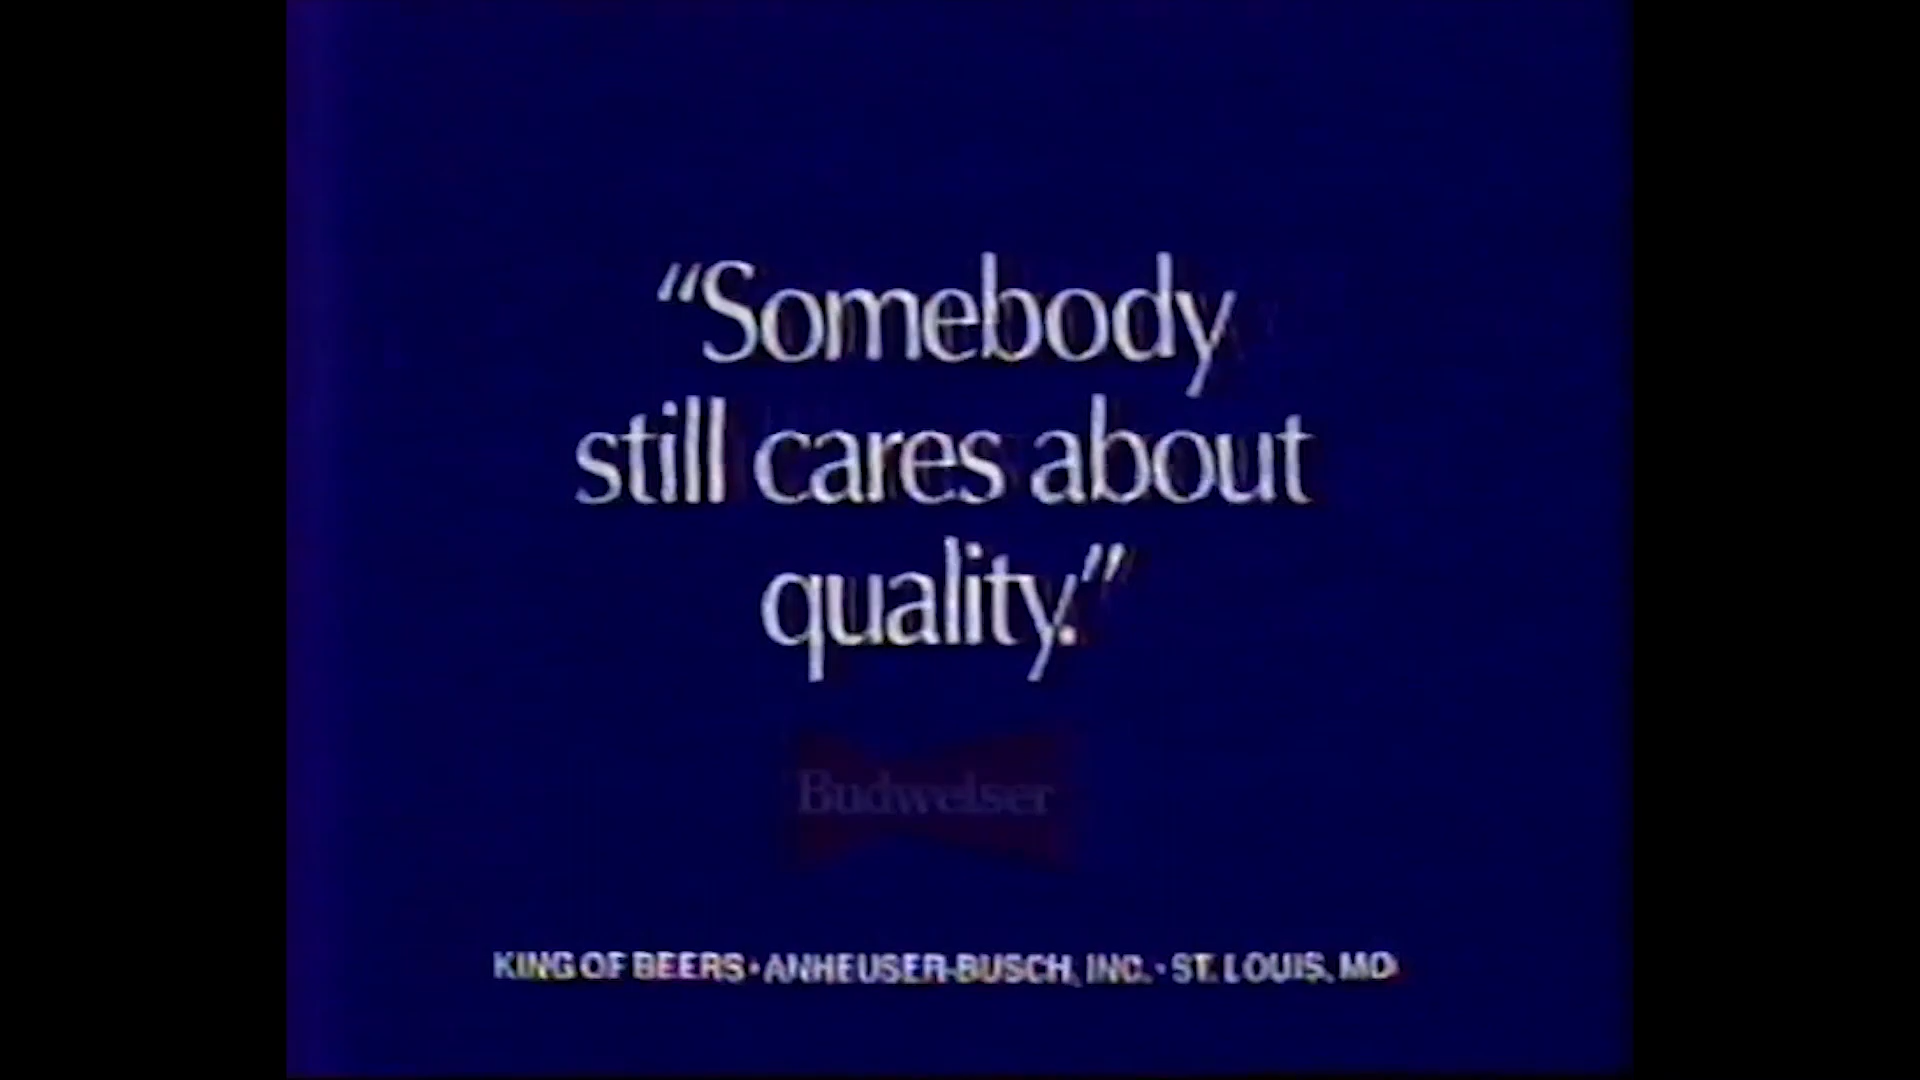 “Somebody
still cares about
quality.”
Budweiser
KING OF BEERS • ANHEUSER-BUSCH, INC. • ST. LOUIS, MO